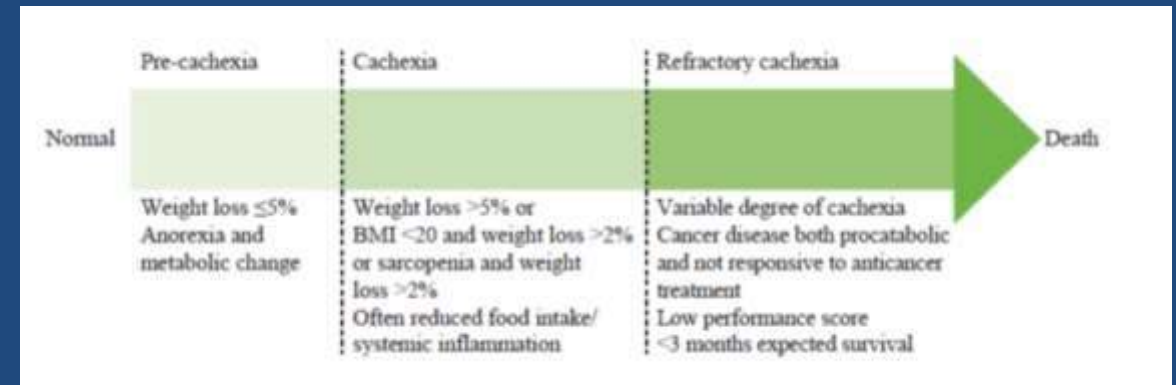 Pre-cachexia
Cachexia
Refractory cachexia
Normal
Death
Weight loss ≤5%
Anorexia and
metabolic change
Weight loss >5% or
BMI <20 and weight loss >2%
or sarcopenia and weight
loss >2%
Often reduced food intake/
systemic inflammation
Variable degree of cachexia
Cancer disease both procatabolic
and not responsive to anticancer
treatment
Low performance score
<3 months expected survival